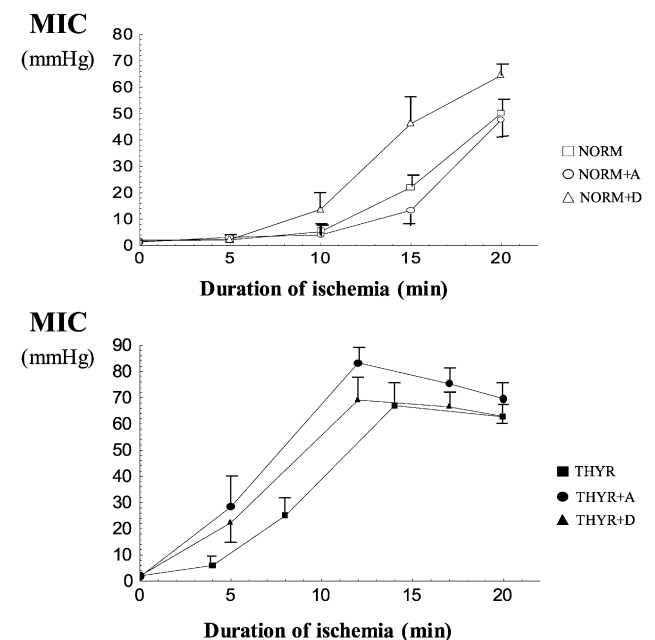 MIC
(mmHg)
80
70
60
50
40
30
20
10
0
0 5 10 15 20
NORM
NORM+A
NORM+D
Duration of ischemia (min)
MIC
(mmHg)
90
80
70
60
50
40
30
20
10
0
0 5 10 15 20
THYR
THYR+A
THYR+D
Duration of ischemia (min)